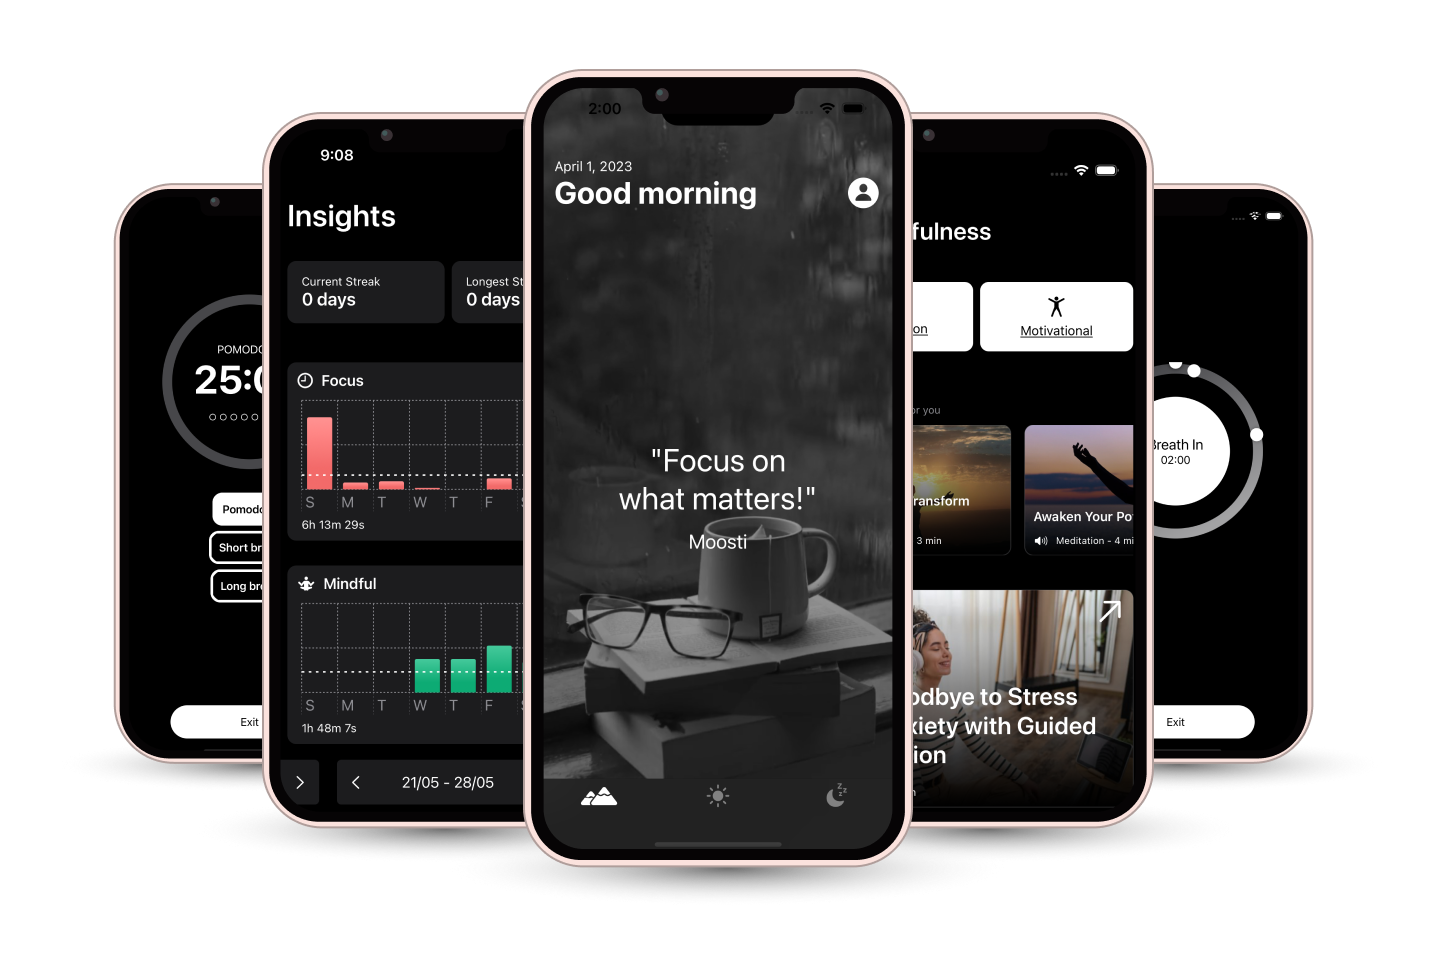 POMODO
25:0
Pomodo
Short br
Long bre
Exit
9:08
Insights
Current Streak
0 days
Longest St
0 days
Focus
S M T W T F S
6h 13m 29s
Mindful
S M T W T F S
1h 48m 7s
21/05 - 28/05
2:00
April 1, 2023
Good morning
"Focus on
what matters!"
Moosti
z z z
fulness
on
Motivational
or you
ransform
3 min
Awaken Your Po
Meditation - 4 mi
odbye to Stress
xiety with Guided
ion
n
Breath In
02:00
Exit